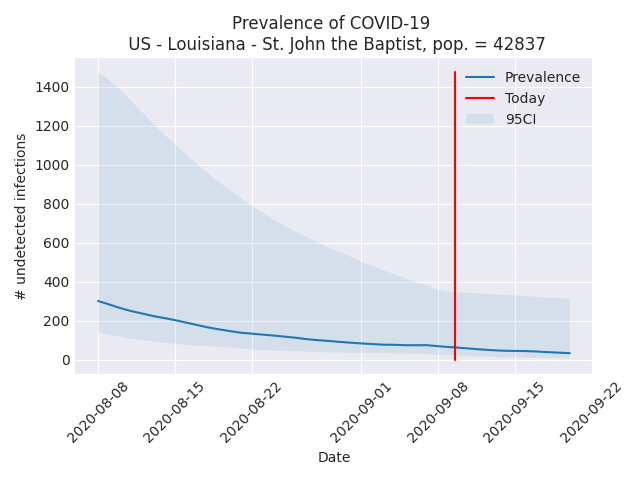 Prevalence of COVID-19
US - Louisiana - St. John the Baptist, pop. = 42837
Prevalence
Today
95CI
# undetected infections
1400
1200
1000
800
600
400
200
0
2020-08-08
2020-08-15
2020-08-22
2020-09-01
2020-09-08
2020-09-15
2020-09-22
Date